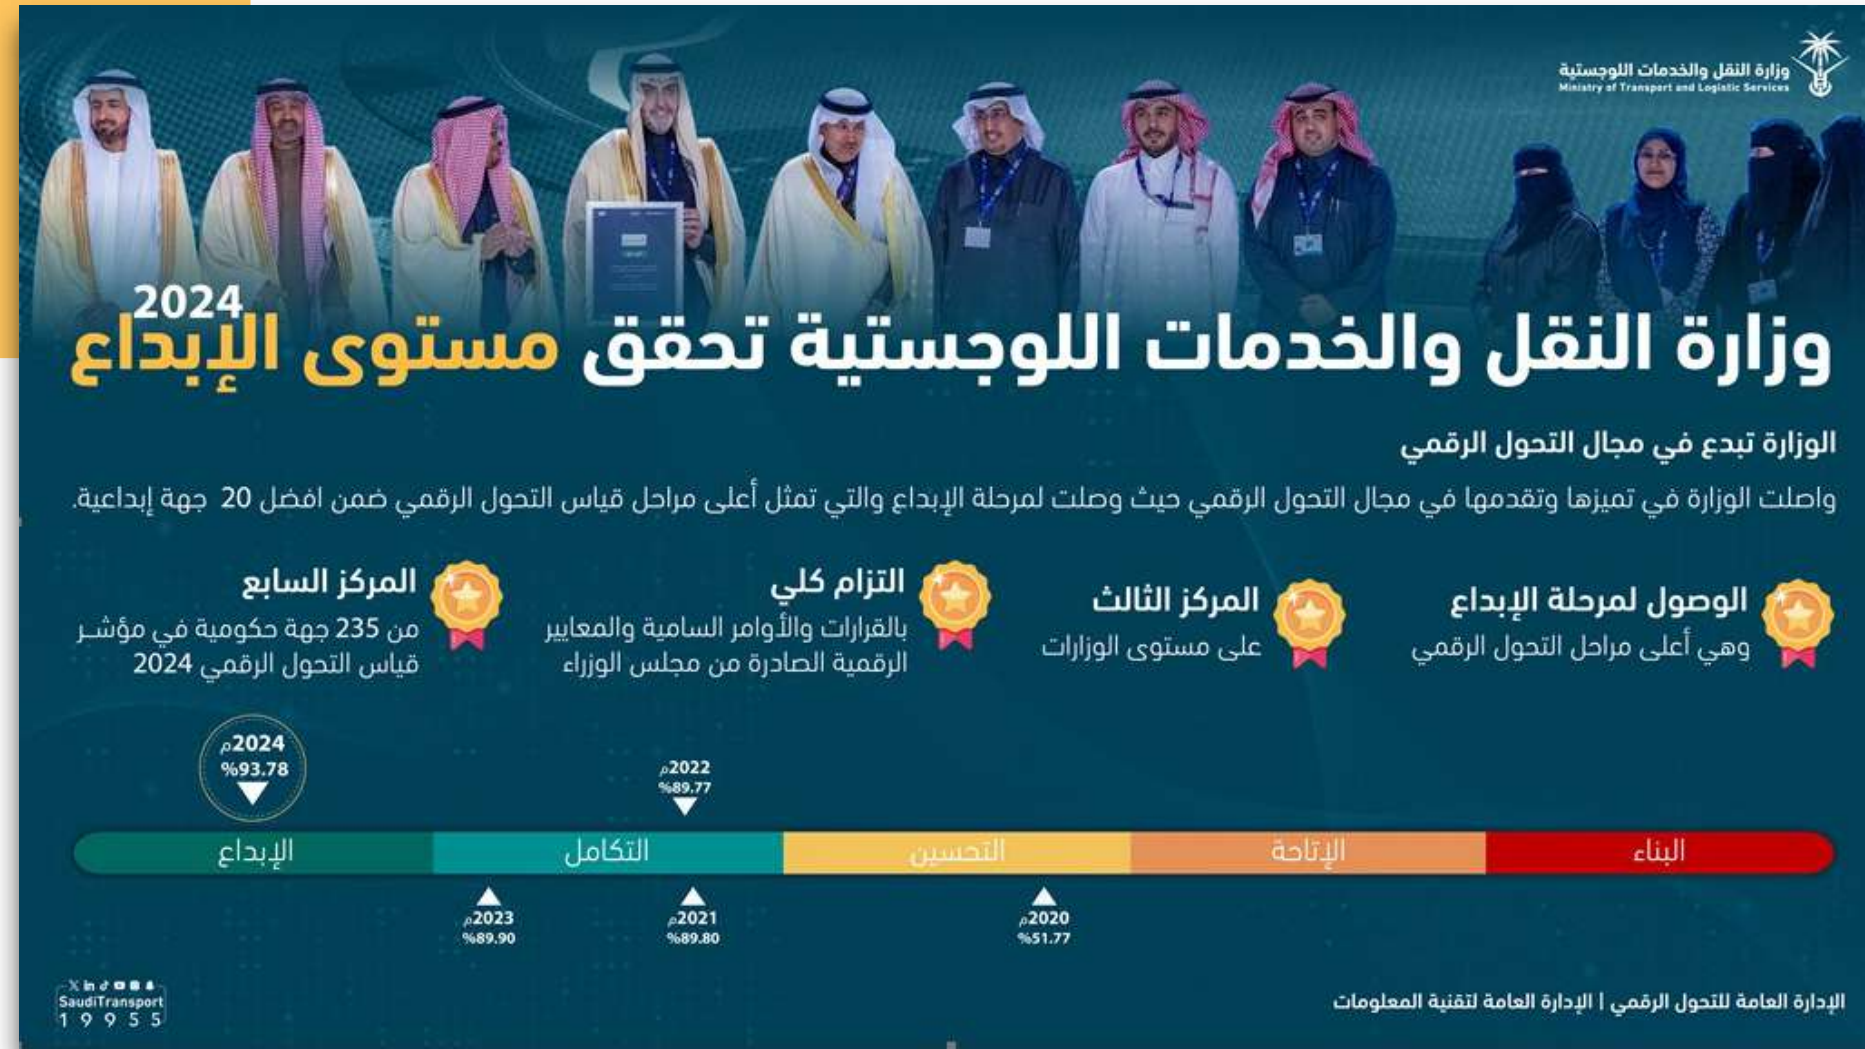 وزارة النقل والخدمات اللوجستية
Ministry of Transport and Logistic Services
وزارة النقل والخدمات اللوجستية تحقق مستوى الإبداع
2024
الوزارة تبدع في مجال التحول الرقمي
واصلت الوزارة في تميزها وتقدمها في مجال التحول الرقمي حيث وصلت لمرحلة الإبداع والتي تمثل أعلى مراحل قياس التحول الرقمي ضمن افضل 20 جهة إبداعية.
الوصول لمرحلة الإبداع
وهي أعلى مراحل التحول الرقمي
المركز الثالث
على مستوى الوزارات
التزام كلي
بالقرارات والأوامر السامية والمعايير
الرقمية الصادرة من مجلس الوزراء
المركز السابع
من 235 جهة حكومية في مؤشر
قياس التحول الرقمي 2024
2022م
%89.77
2024م
%93.78
البناء
الإتاحة
التحسين
التكامل
الإبداع
2020م
%51.77
2021م
%89.80
2023م
%89.90
الإدارة العامة للتحول الرقمي | الإدارة العامة لتقنية المعلومات
SaudiTransport
19955